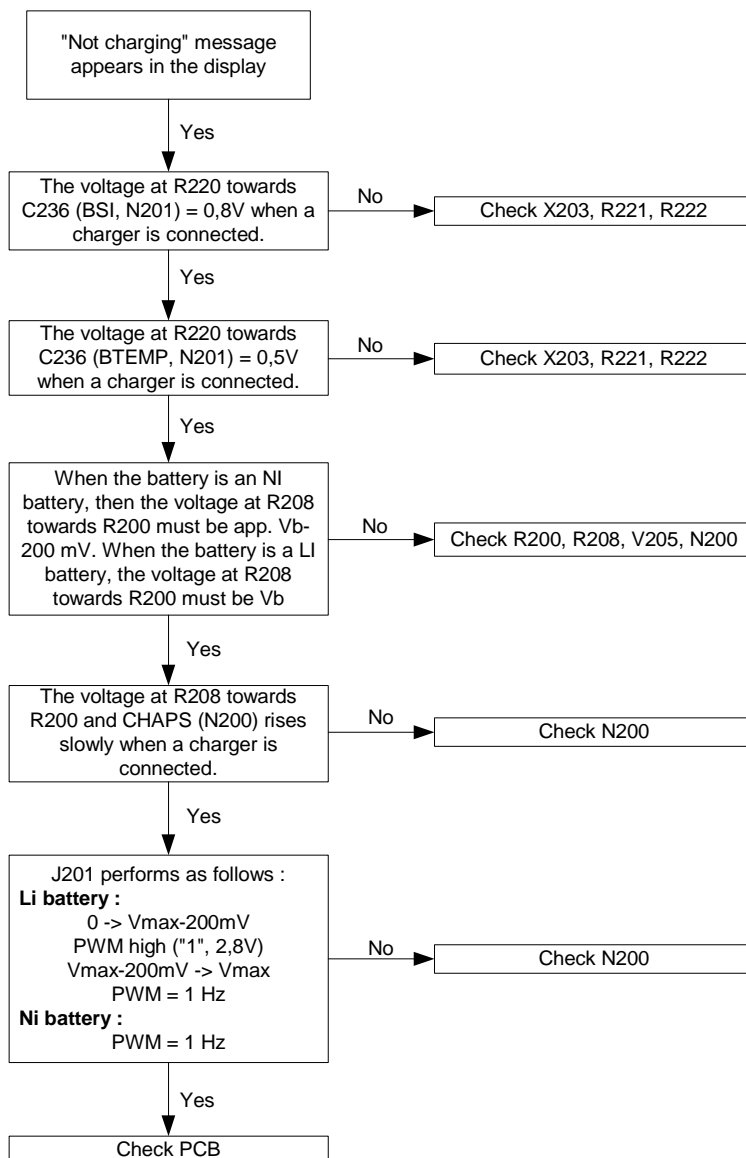 "Not charging" message
appears in the display
Yes
The voltage at R220 towards
C236 (BSI, N201) = 0,8V when a
charger is connected.
No
Check X203, R221, R222
Yes
The voltage at R220 towards
C236 (BTEMP, N201) = 0,5V
when a charger is connected.
No
Check X203, R221, R222
Yes
When the battery is an NI
battery, then the voltage at R208
towards R200 must be app. Vb-
200 mV. When the battery is a LI
battery, the voltage at R208
towards R200 must be Vb
No
Check R200, R208, V205, N200
Yes
The voltage at R208 towards
R200 and CHAPS (N200) rises
slowly when a charger is
connected.
No
Check N200
Yes
J201 performs as follows :
Li battery :
0 -> Vmax-200mV
PWM high ("1", 2,8V)
Vmax-200mV -> Vmax
PWM = 1 Hz
Ni battery :
PWM = 1 Hz
No
Check N200
Yes
Check PCB